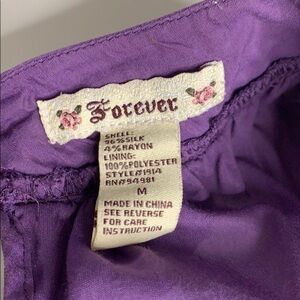 Forever
SHELL:
96%SILK
4%RAYON
LINING:
100%POLYESTER
STYLE#1914
RN#94981
M
MADE IN CHINA
SEE REVERSE
FOR CARE
INSTRUCTION